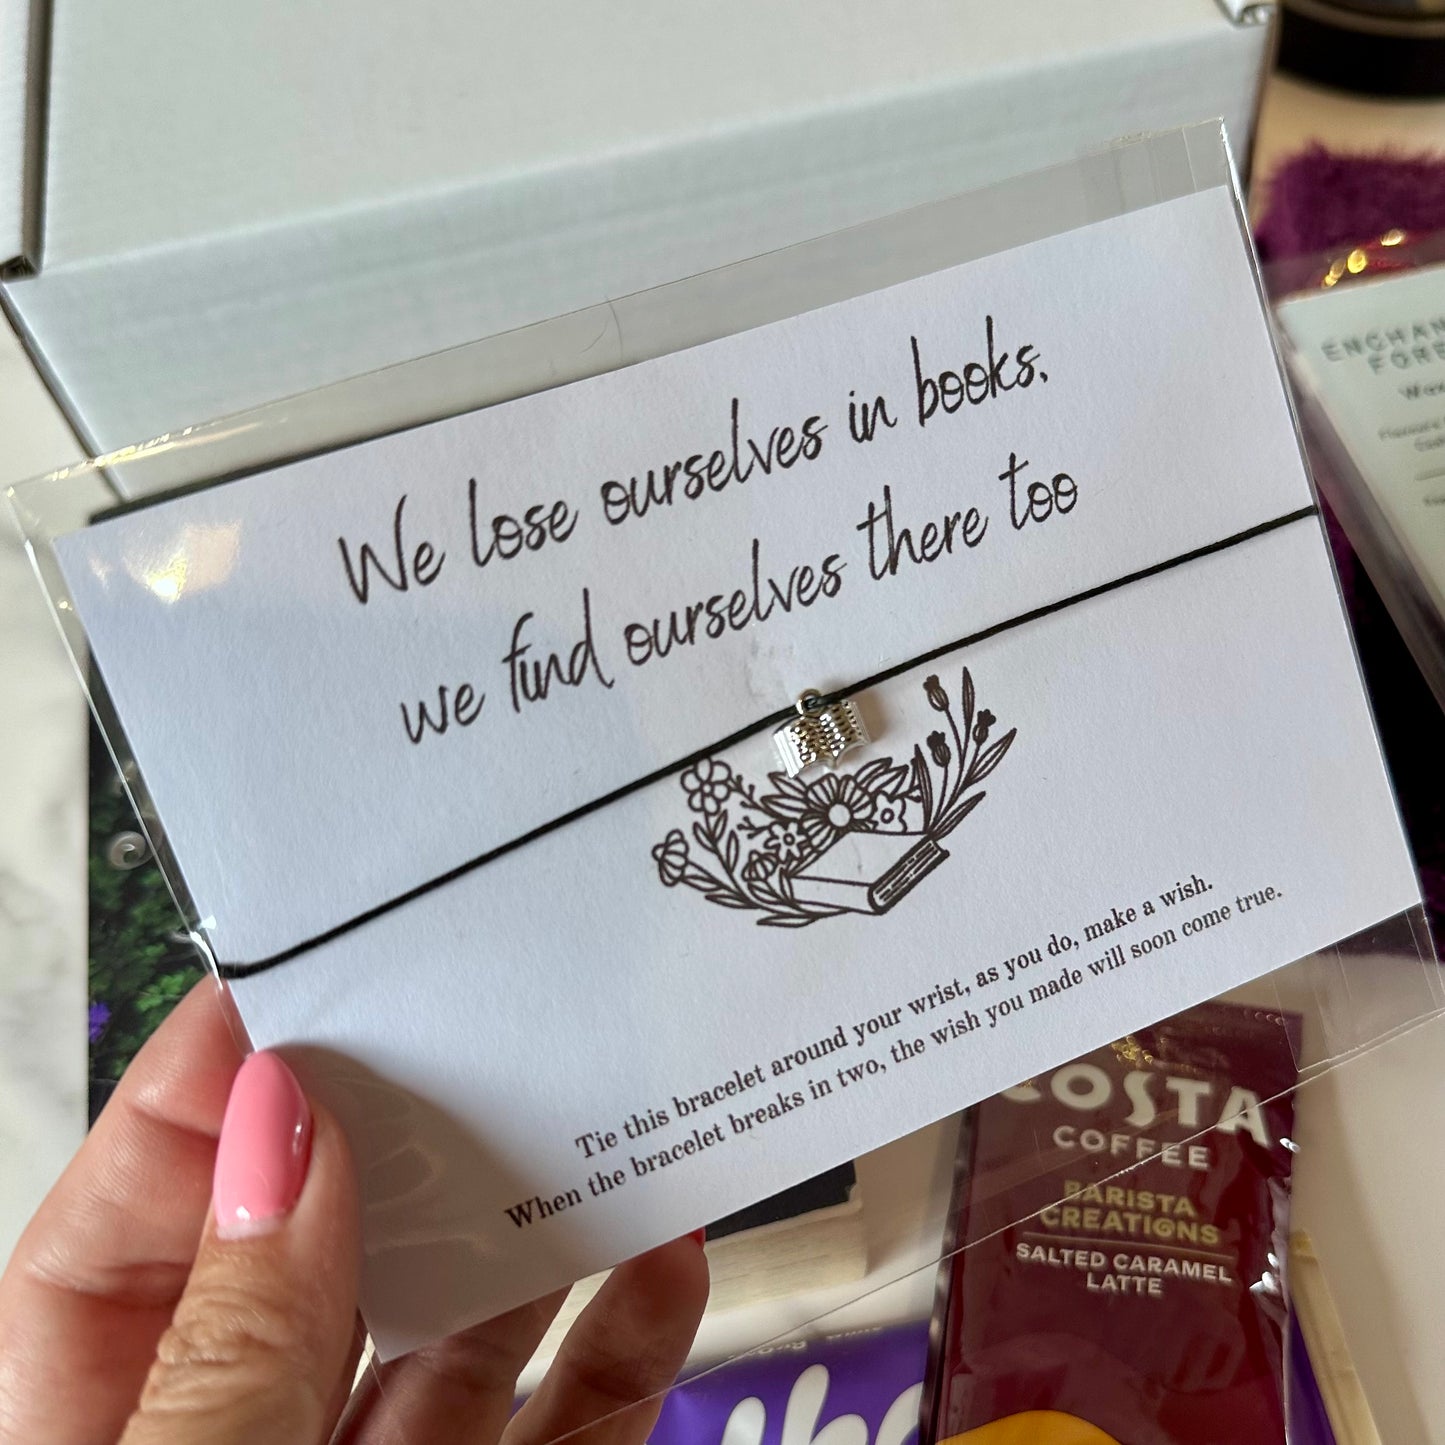 We lose ourselves in books,
we find ourselves there too
Tie this bracelet around your wrist, as you do, make a wish.
When the bracelet breaks in two, the wish you made will soon come true.
COSTA
COFFEE
BARISTA
CREATIONS
SALTED CARAMEL
LATTE